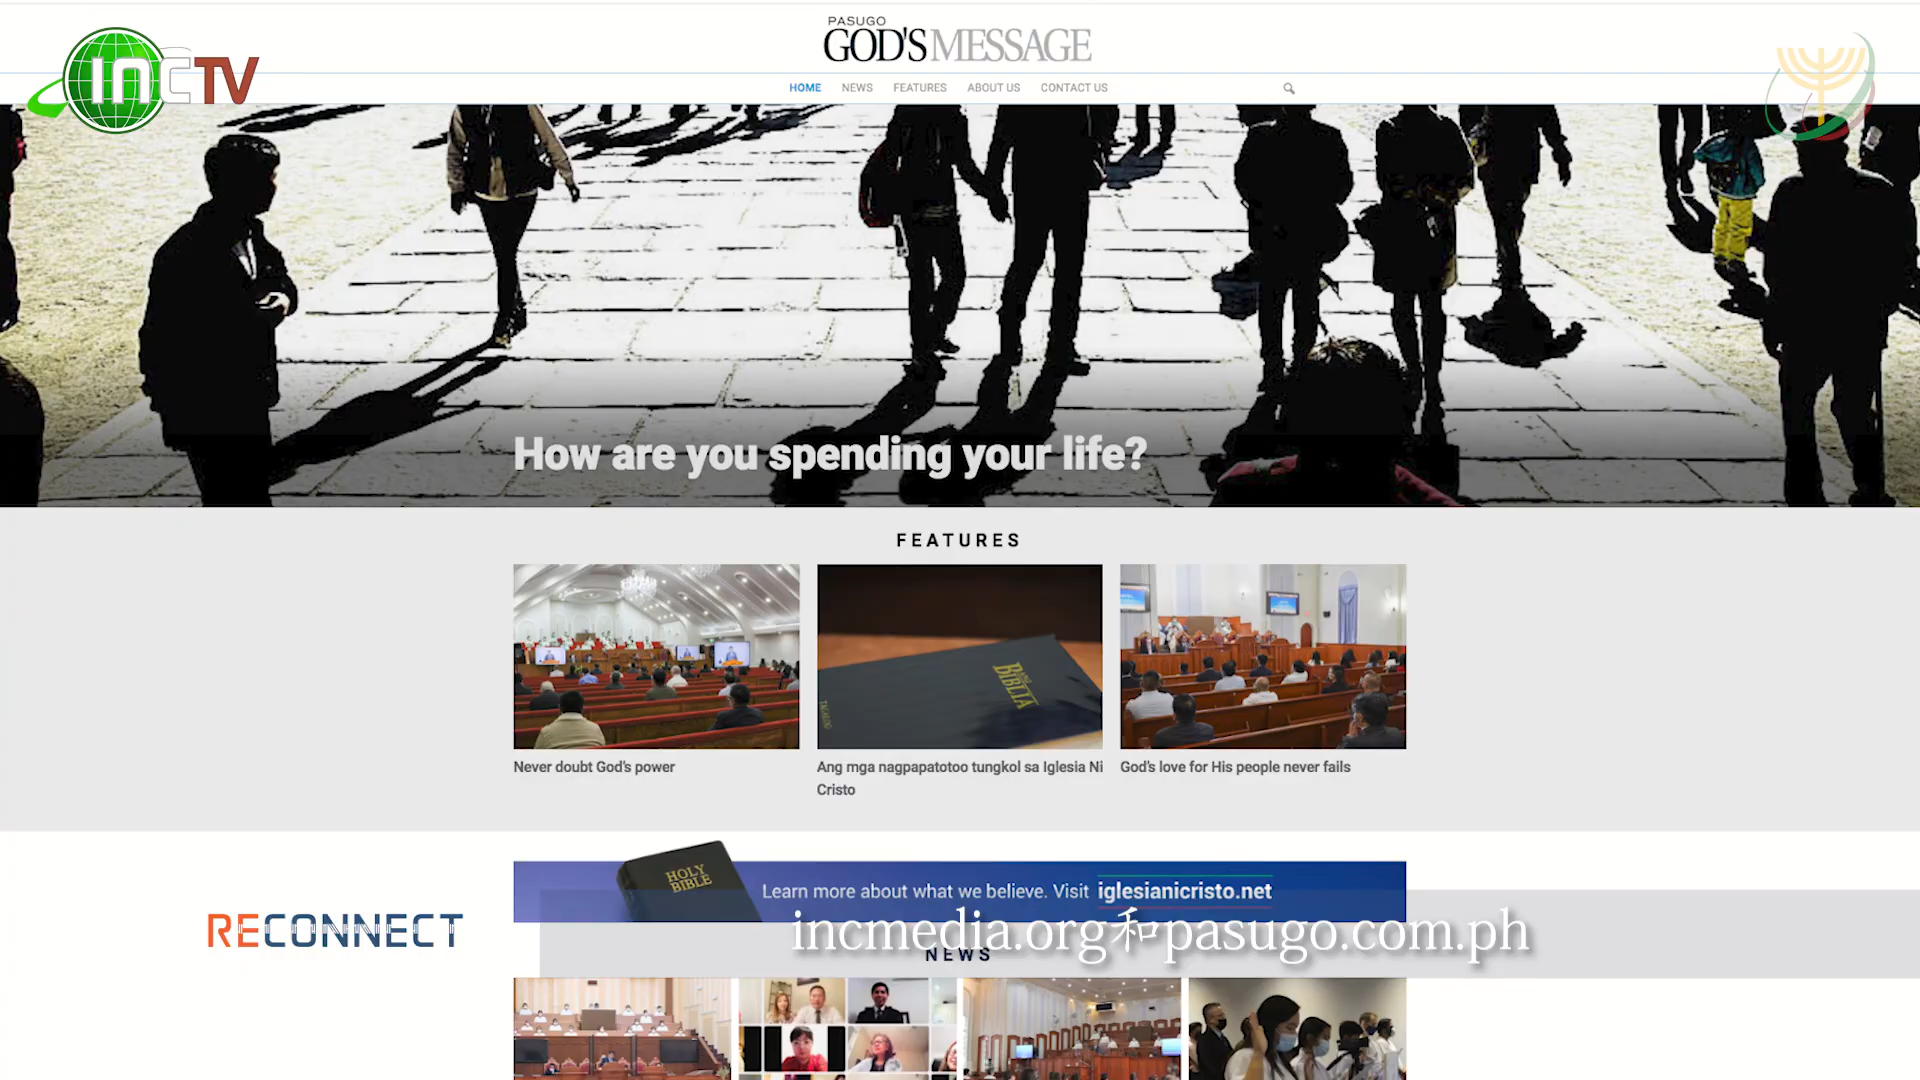 PASUGO
GOD'S MESSAGE
INCTV
HOME NEWS FEATURES ABOUT US CONTACT US
How are you spending your life?
FEATURES
ANG BIBLIA
TAGALOG
Never doubt God's power
Ang mga nagpapatotoo tungkol sa Iglesia Ni
Cristo
God's love for His people never fails
HOLY
BIBLE
Learn more about what we believe. Visit iglesianicristo.net
RECONNECT
incmedia.org和pasugo.com.ph
NEWS